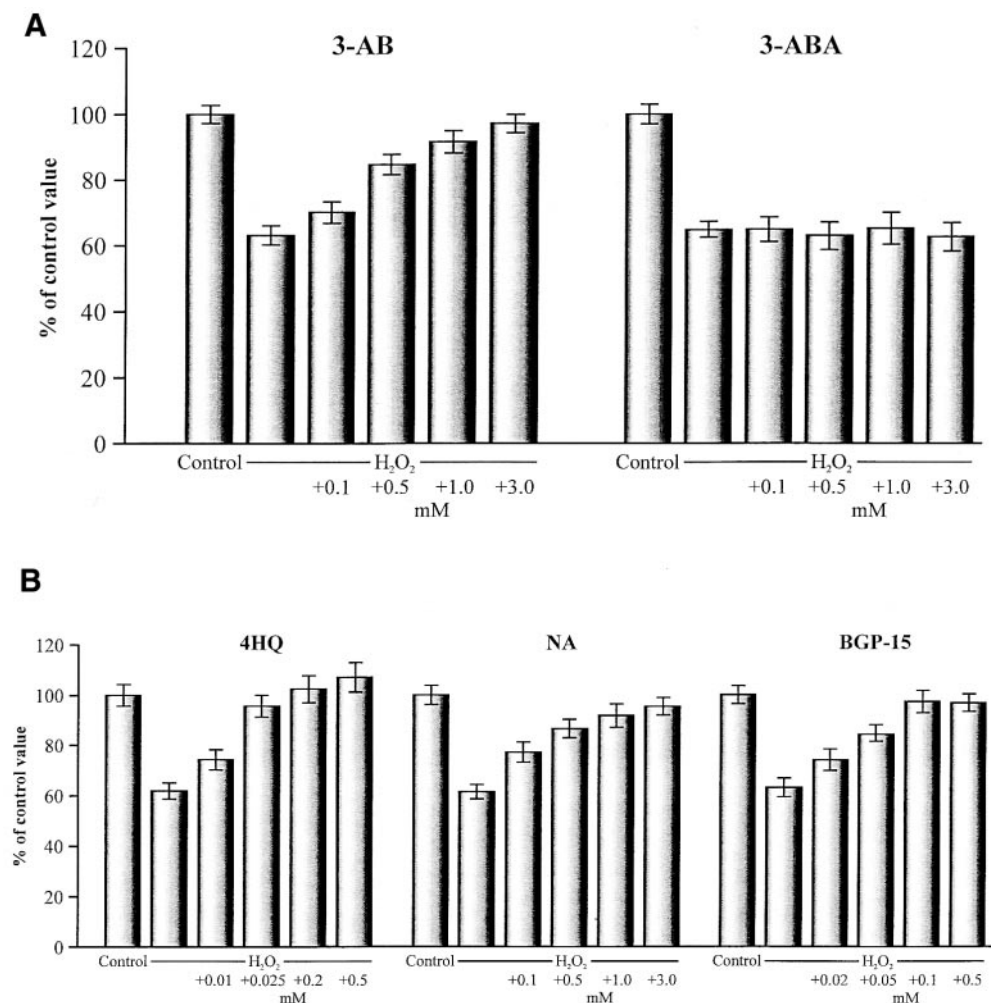 A
3-AB
3-ABA
% of control value
120
100
80
60
40
20
0
Control H₂O₂ Control H₂O₂
+0.1 +0.5 +1.0 +3.0 +0.1 +0.5 +1.0 +3.0
mM mM
B
4HQ NA BGP-15
% of control value
120
100
80
60
40
20
0
Control H₂O₂ Control H₂O₂ Control H₂O₂
+0.01 +0.025 +0.2 +0.5 +0.1 +0.5 +1.0 +3.0 +0.02 +0.05 +0.1 +0.5
mM mM mM